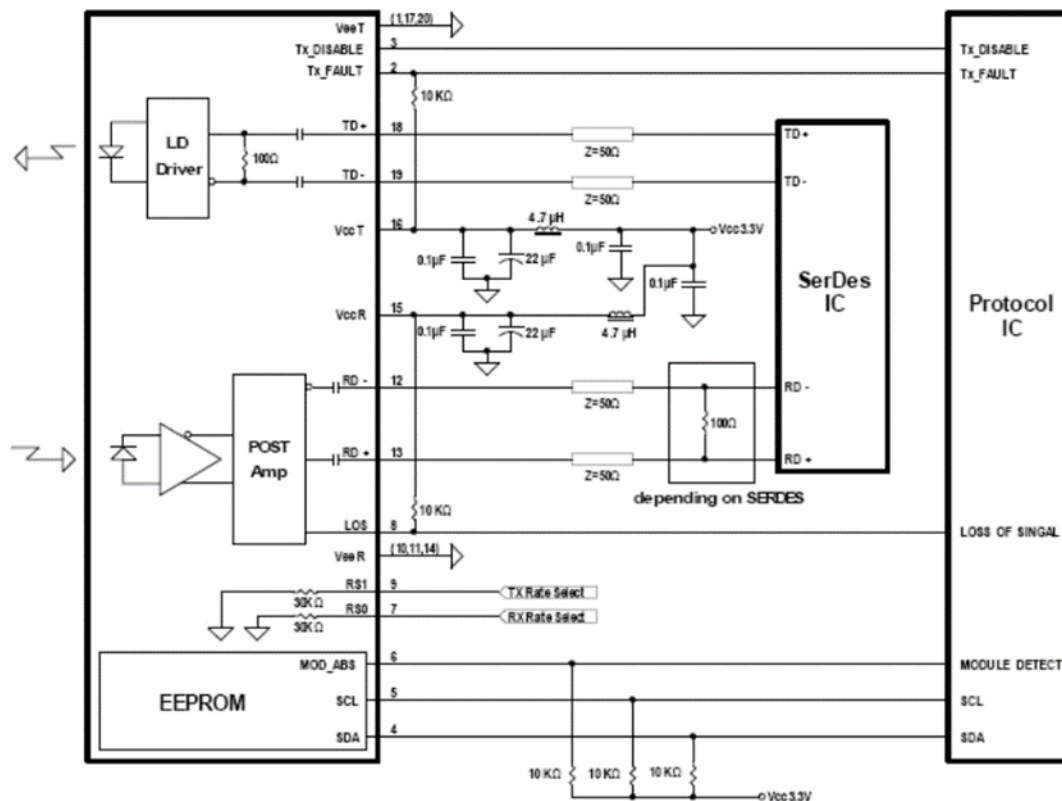 VeeT (1,17,20)
Tx_DISABLE 3 Tx_DISABLE
Tx_FAULT 2 Tx_FAULT
10 KΩ
TD+ 18 TD+
LD
Driver
100Ω
Z=50Ω
TD- 19 TD-
Z=50Ω
VccT 16
4.7 µH
Vcc3.3V
0.1µF
22 µF
0.1µF
0.1µF
SerDes
IC
Protocol
IC
VccR 15
0.1µF
22 µF
4.7 µH
RD - 12 RD -
Z=50Ω
100Ω
POST
Amp
RD + 13 RD +
Z=50Ω
depending on SERDES
10 KΩ
LOS 8 LOSS OF SINGAL
VeeR (10,11,14)
RS1 9 TX Rate Select
30KΩ
RS0 7 RX Rate Select
30KΩ
MOD_ABS 6 MODULE DETECT
EEPROM
SCL 5 SCL
SDA 4 SDA
10 KΩ 10 KΩ 10 KΩ
Vcc3.3V